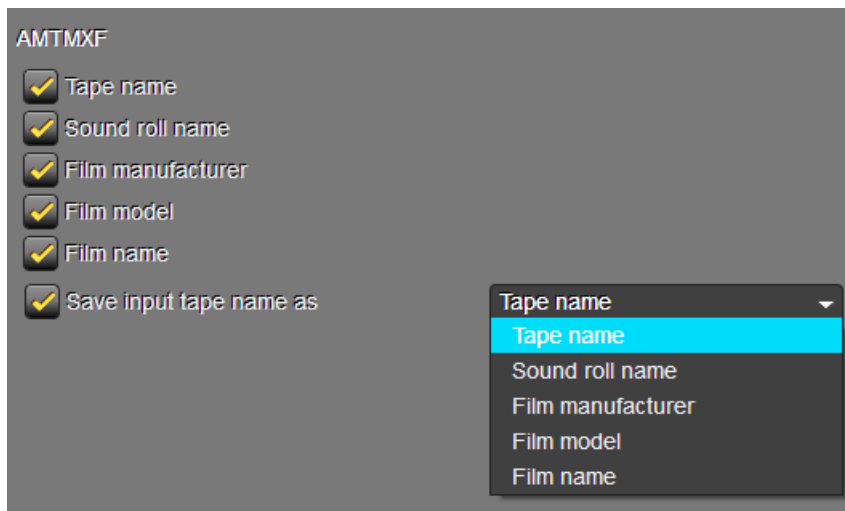 AMTMXF
Tape name
Sound roll name
Film manufacturer
Film model
Film name
Save input tape name as
Tape name
Tape name
Sound roll name
Film manufacturer
Film model
Film name